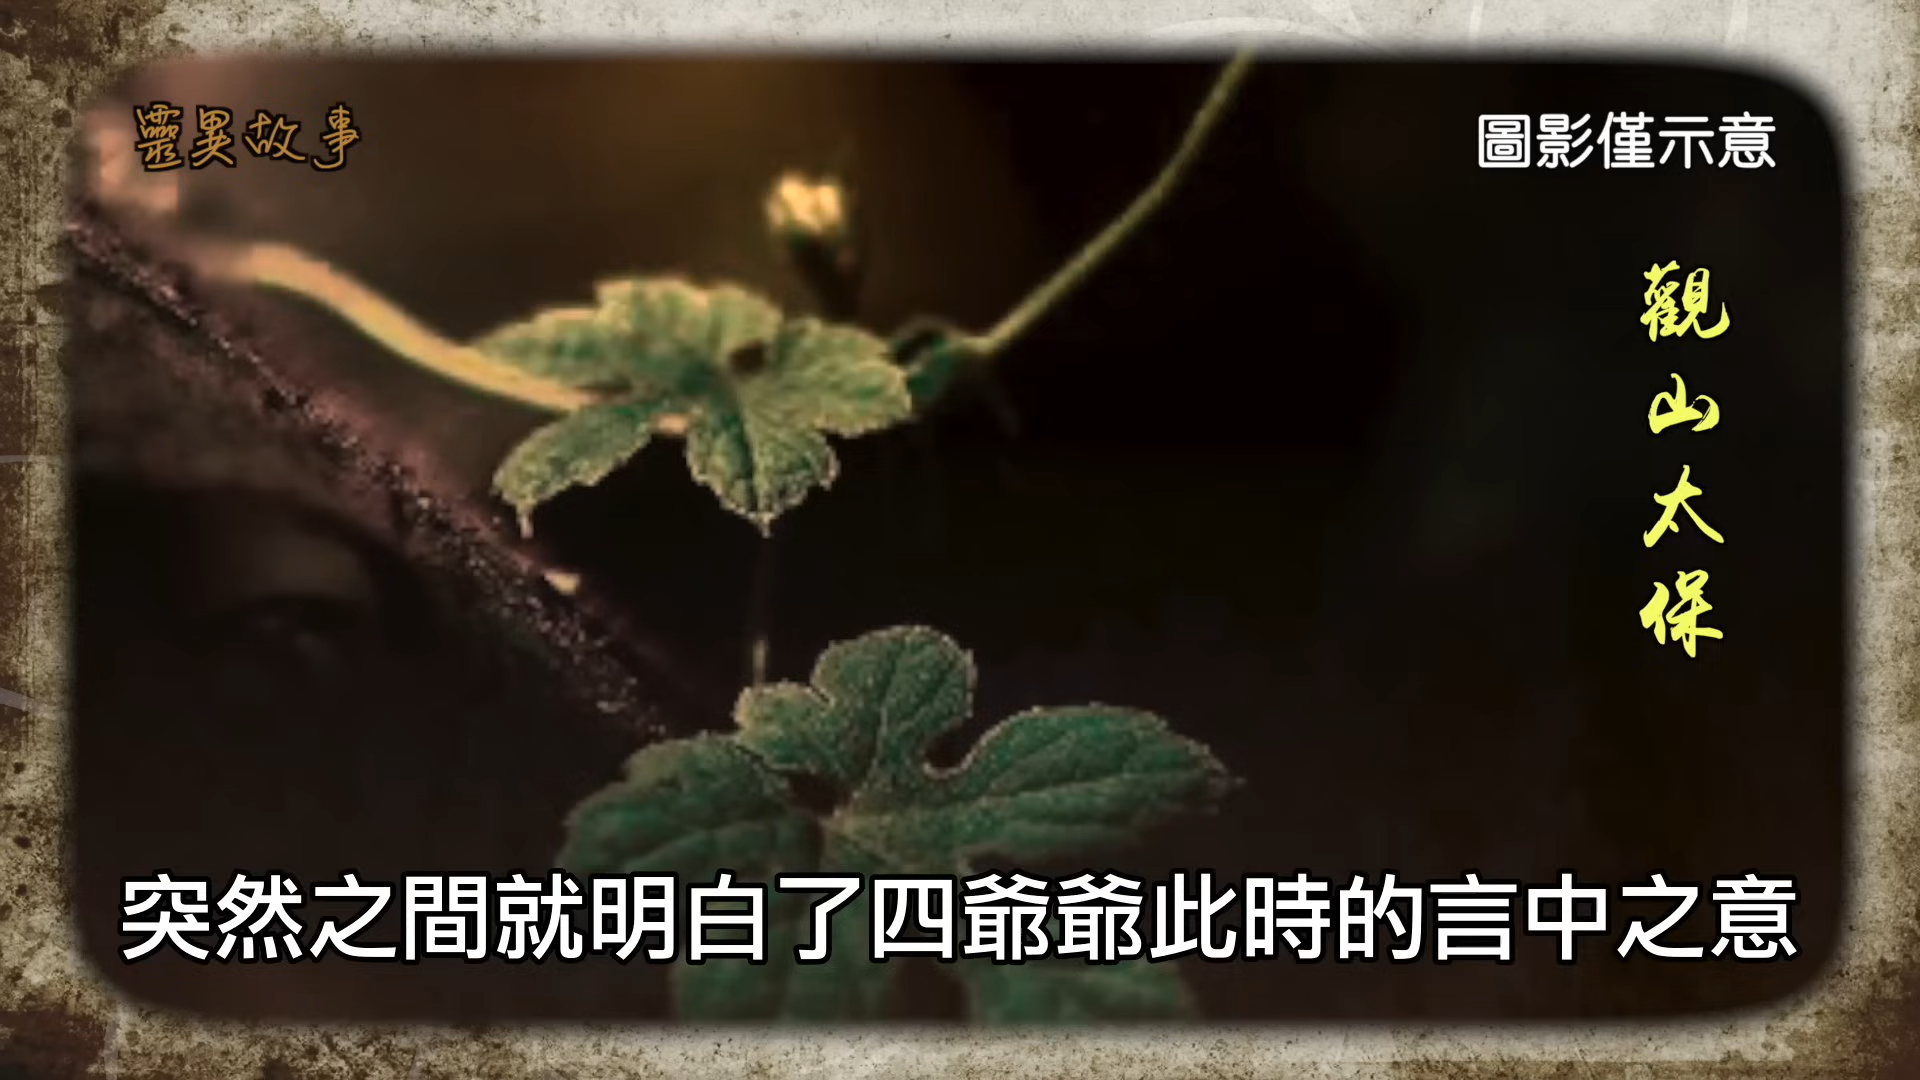 靈異故事
圖影僅示意
觀山太保
突然之間就明白了四爺爺此時的言中之意